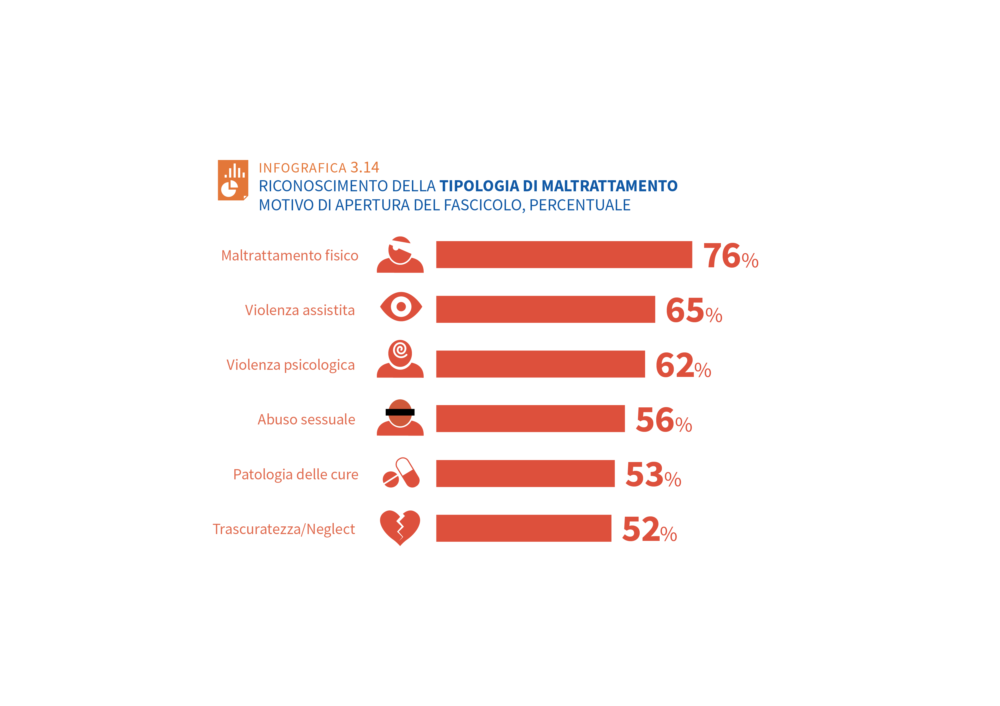 INFOGRAFICA 3.14
RICONOSCIMENTO DELLA TIPOLOGIA DI MALTRATTAMENTO
MOTIVO DI APERTURA DEL FASCICOLO, PERCENTUALE
Maltrattamento fisico 76%
Violenza assistita 65%
Violenza psicologica 62%
Abuso sessuale 56%
Patologia delle cure 53%
Trascuratezza/Neglect 52%